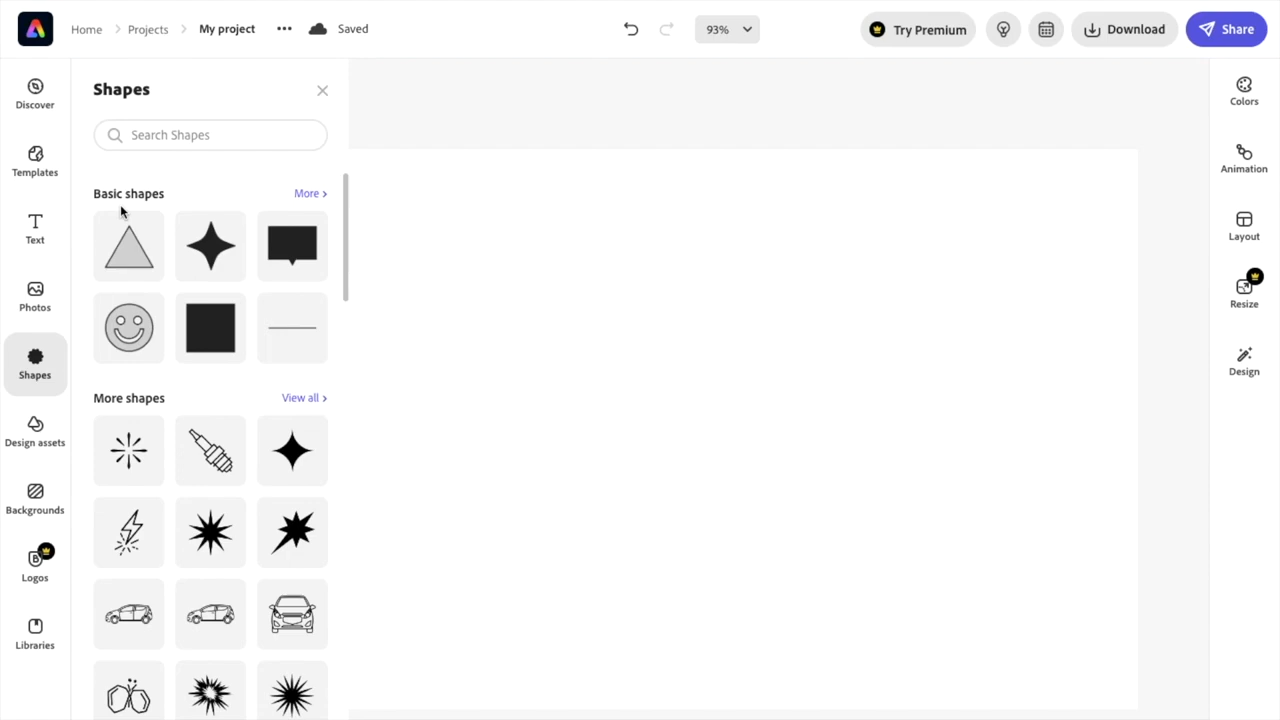 Home
Projects
My project
Saved
93%
Try Premium
Download
Share
Discover
Templates
Text
Photos
Shapes
Design assets
Backgrounds
Logos
Libraries
Shapes
Search Shapes
Basic shapes
More
More shapes
View all
Colors
Animation
Layout
Resize
Design